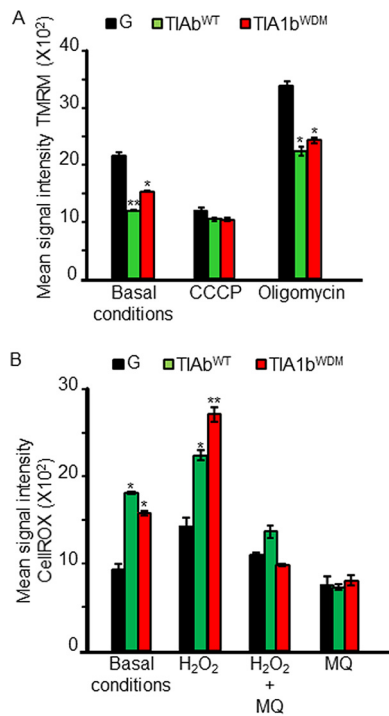 A
G TIAb^WT TIA1b^WDM
Mean signal intensity TMRM (X10²)
40
30
20
10
0
** * * *
Basal conditions
CCCP
Oligomycin
B
G TIAb^WT TIA1b^WDM
Mean signal intensity
CellROX (X10²)
30
20
10
0
* * * **
Basal conditions
H₂O₂
H₂O₂ + MQ
MQ